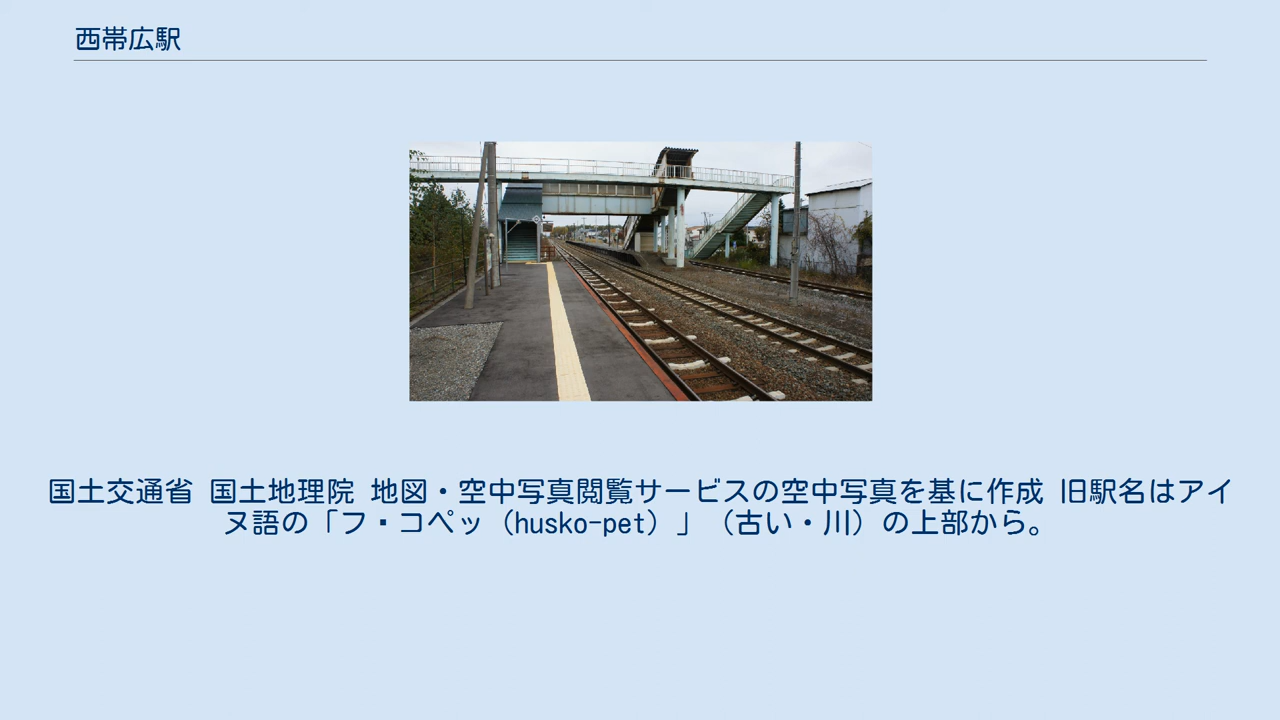 西帯広駅
国土交通省 国土地理院 地図・空中写真閲覧サービスの空中写真を基に作成 旧駅名はアイ
ヌ語の「フ・コペッ（husko-pet）」（古い・川）の上部から。